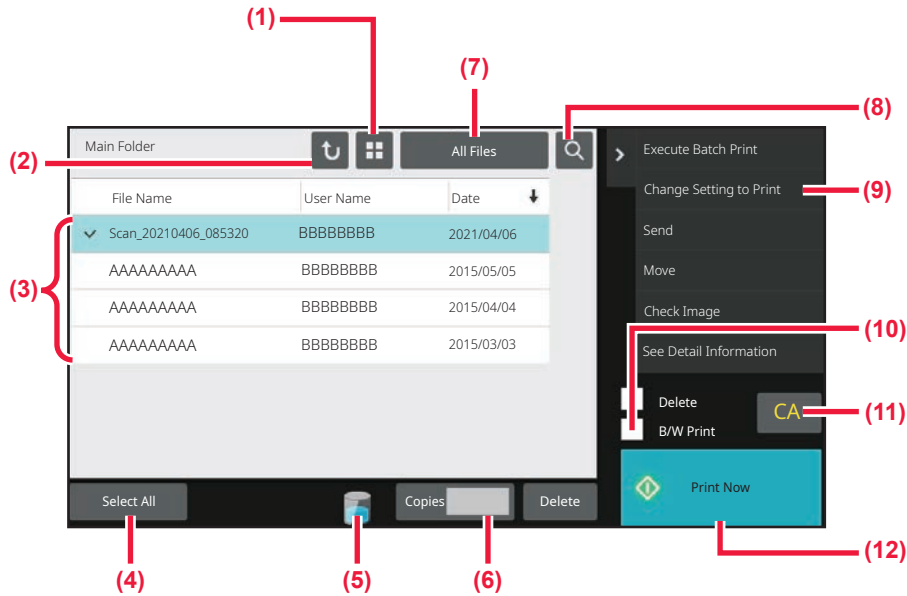 (1)
(7)
(8)
Main Folder
All Files
Execute Batch Print
(2)
Change Setting to Print
(9)
File Name User Name Date
Scan_20210406_085320 BBBBBBBB 2021/04/06
Send
AAAAAAAAA BBBBBBBB 2015/05/05
Move
(3)
AAAAAAAAA BBBBBBBB 2015/04/04
Check Image
(10)
AAAAAAAAA BBBBBBBB 2015/03/03
See Detail Information
Delete
CA
(11)
B/W Print
Select All
Copies
Delete
Print Now
(12)
(4)
(5)
(6)